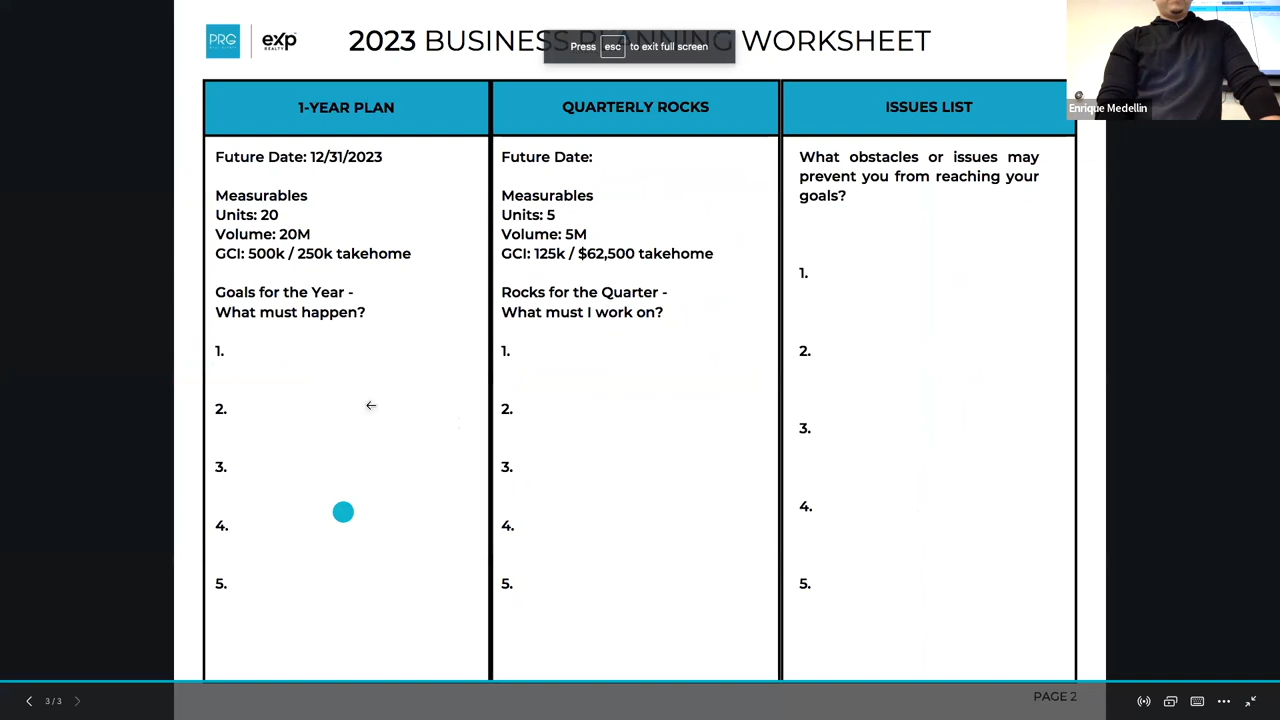 PRG
exp
REALTY
2023 BUSINESS PLANNING WORKSHEET
Press esc to exit full screen
Enrique Medellin
1-YEAR PLAN
Future Date: 12/31/2023
Measurables
Units: 20
Volume: 20M
GCI: 500k / 250k takehome
Goals for the Year -
What must happen?
1.
2.
3.
4.
5.
QUARTERLY ROCKS
Future Date:
Measurables
Units: 5
Volume: 5M
GCI: 125k / $62,500 takehome
Rocks for the Quarter -
What must I work on?
1.
2.
3.
4.
5.
ISSUES LIST
What obstacles or issues may
prevent you from reaching your
goals?
1.
2.
3.
4.
5.
PAGE 2
3 / 3